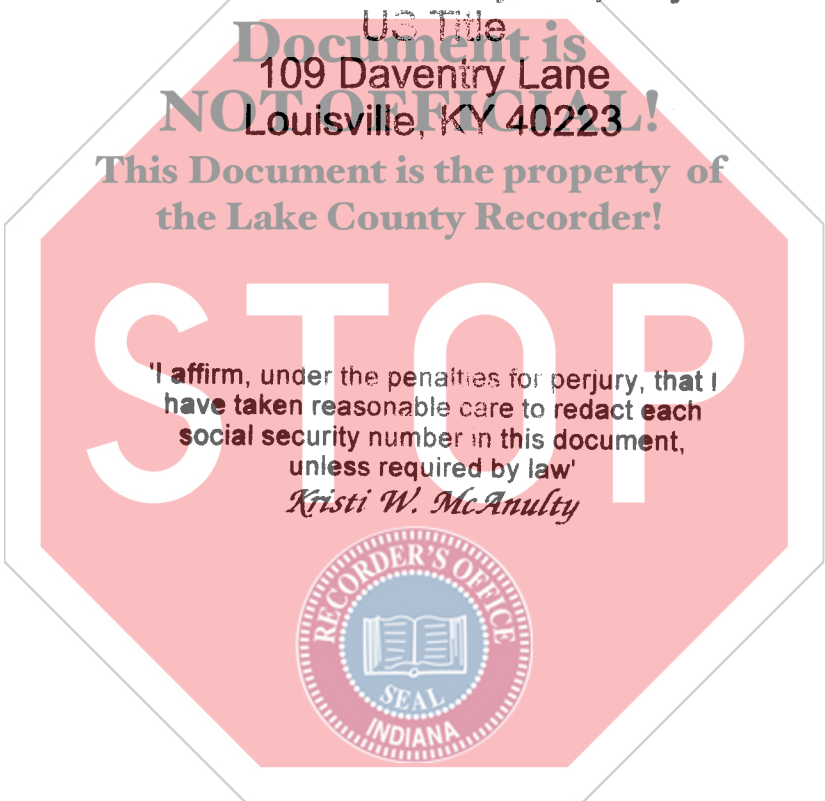 US Title
Document is
109 Daventry Lane
NOT OFFICIAL!
Louisville, KY 40223
This Document is the property of
the Lake County Recorder!
STOP
'I affirm, under the penalties for perjury, that I
have taken reasonable care to redact each
social security number in this document,
unless required by law'
Kristi W. McAnulty
RECORDER'S OFFICE
SEAL
INDIANA